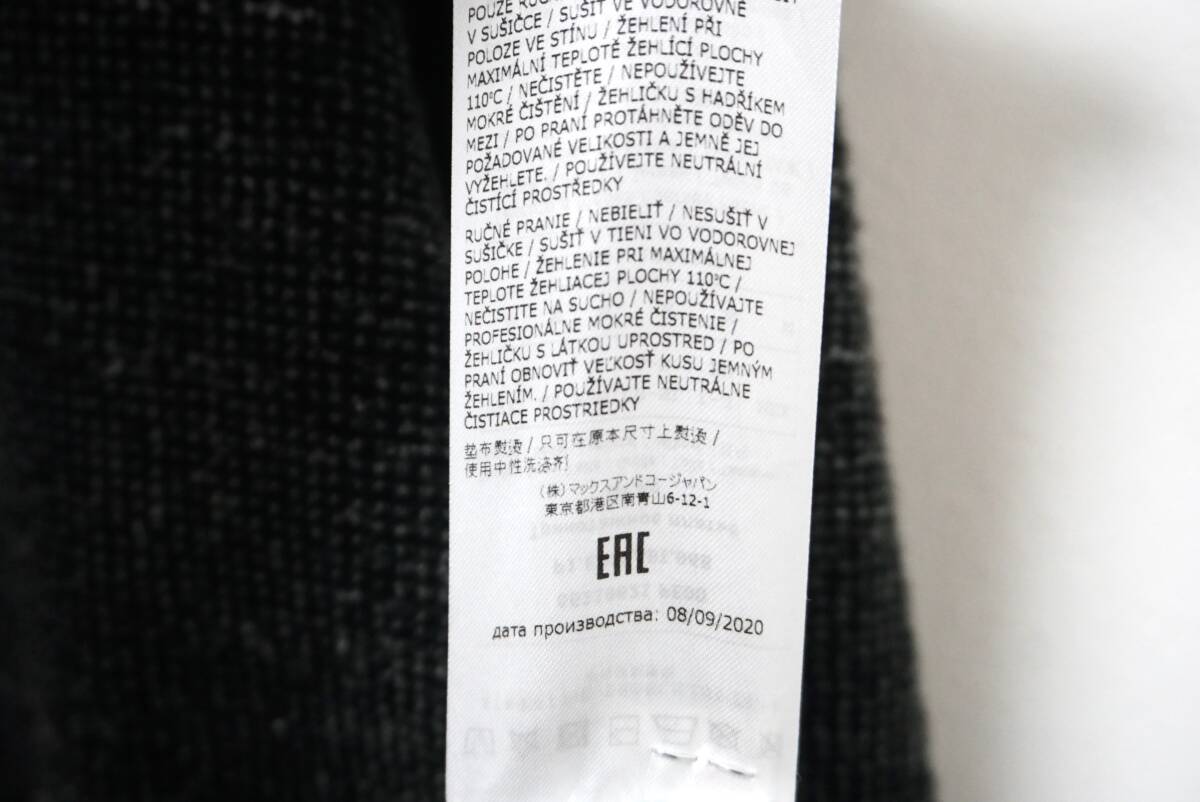 POUZE
V SUŠIČCE / SUŠIT VE VODOROVNÉ
POLOZE VE STÍNU / ŽEHLENÍ PŘI
MAXIMÁLNÍ TEPLOTĚ ŽEHLÍCÍ PLOCHY
110°C / NEČISTĚTE / NEPOUŽÍVEJTE
MOKRÉ ČIŠTĚNÍ / ŽEHLIČKU S HADŘÍKEM
MEZI / PO PRANÍ PROTÁHNĚTE ODĚV DO
POŽADOVANÉ VELIKOSTI A JEMNĚ JEJ
VYŽEHLETE. / POUŽÍVEJTE NEUTRÁLNÍ
ČISTÍCÍ PROSTŘEDKY
RUČNÉ PRANIE / NEBIELIŤ / NESUŠIŤ V
SUŠIČKE / SUŠIŤ V TIENI VO VODOROVNEJ
POLOHE / ŽEHLENIE PRI MAXIMÁLNEJ
TEPLOTE ŽEHLIACEJ PLOCHY 110°C /
NEČISTITE NA SUCHO / NEPOUŽÍVAJTE
PROFESIONÁLNE MOKRÉ ČISTENIE /
ŽEHLIČKU S LÁTKOU UPROSTRED / PO
PRANÍ OBNOVIŤ VEĽKOSŤ KUSU JEMNÝM
ŽEHLENÍM. / POUŽÍVAJTE NEUTRÁLNE
ČISTIACE PROSTRIEDKY
垫布熨烫 / 只可在原本尺寸上熨烫 /
使用中性洗涤剂
(株)マックスアンドコージャパン
東京都港区南青山6-12-1
EAC
дата производства: 08/09/2020